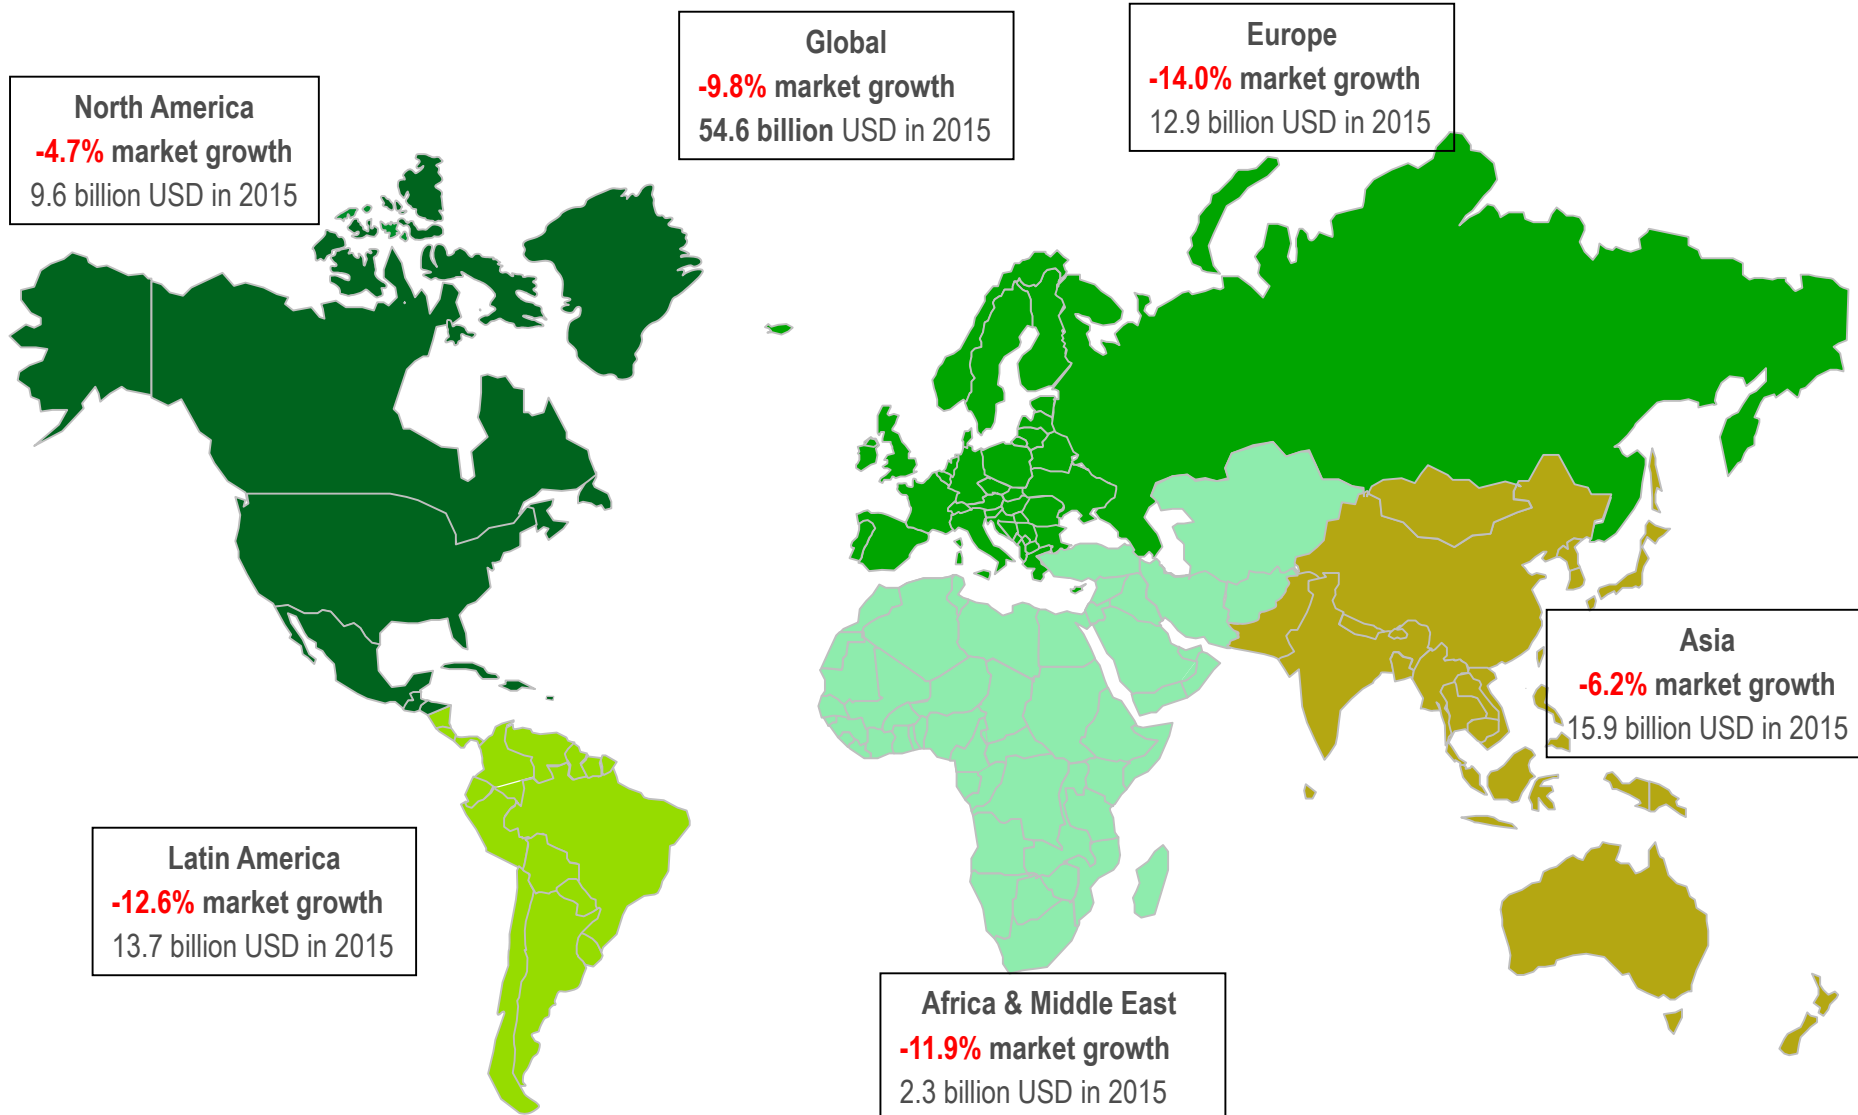 Global
-9.8% market growth
54.6 billion USD in 2015
Europe
-14.0% market growth
12.9 billion USD in 2015
North America
-4.7% market growth
9.6 billion USD in 2015
Asia
-6.2% market growth
15.9 billion USD in 2015
Latin America
-12.6% market growth
13.7 billion USD in 2015
Africa & Middle East
-11.9% market growth
2.3 billion USD in 2015